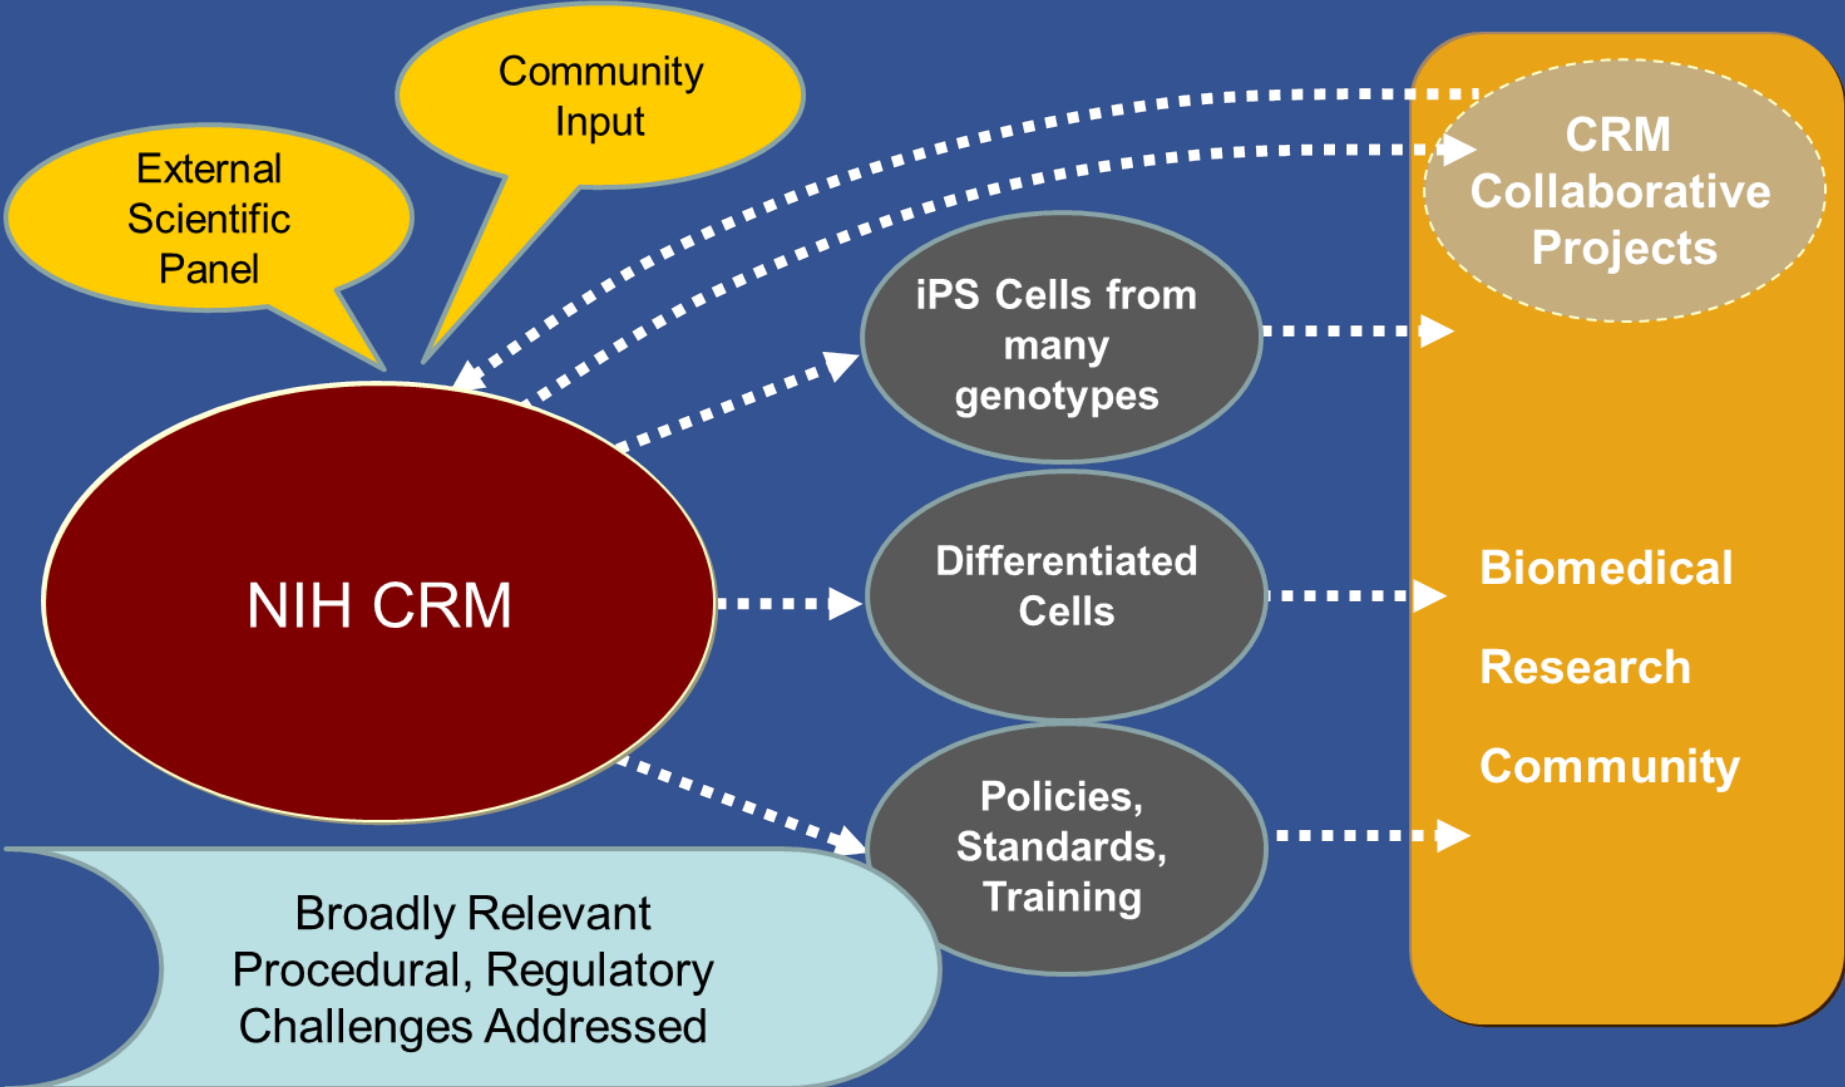 Community
Input
External
Scientific
Panel
CRM
Collaborative
Projects
iPS Cells from
many
genotypes
NIH CRM
Differentiated
Cells
Biomedical
Research
Community
Policies,
Standards,
Training
Broadly Relevant
Procedural, Regulatory
Challenges Addressed